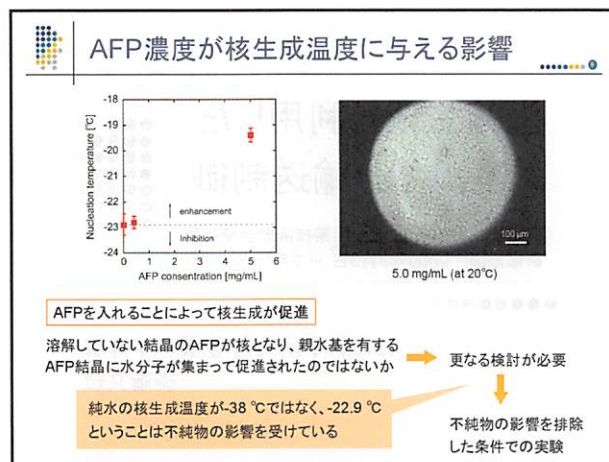 AFP濃度が核生成温度に与える影響
6
Nucleation temperature [℃]
-18
-19
-20
-21
-22
-23
-24
enhancement
Inhibition
0
1
2
3
4
5
6
AFP consentration [mg/mL]
100 μm
5.0 mg/mL (at 20℃)
AFPを入れることによって核生成が促進
溶解していない結晶のAFPが核となり、親水基を有する
AFP結晶に水分子が集まって促進されたのではないか
更なる検討が必要
純水の核生成温度が-38 ℃ではなく、-22.9 ℃
ということは不純物の影響を受けている
不純物の影響を排除
した条件での実験